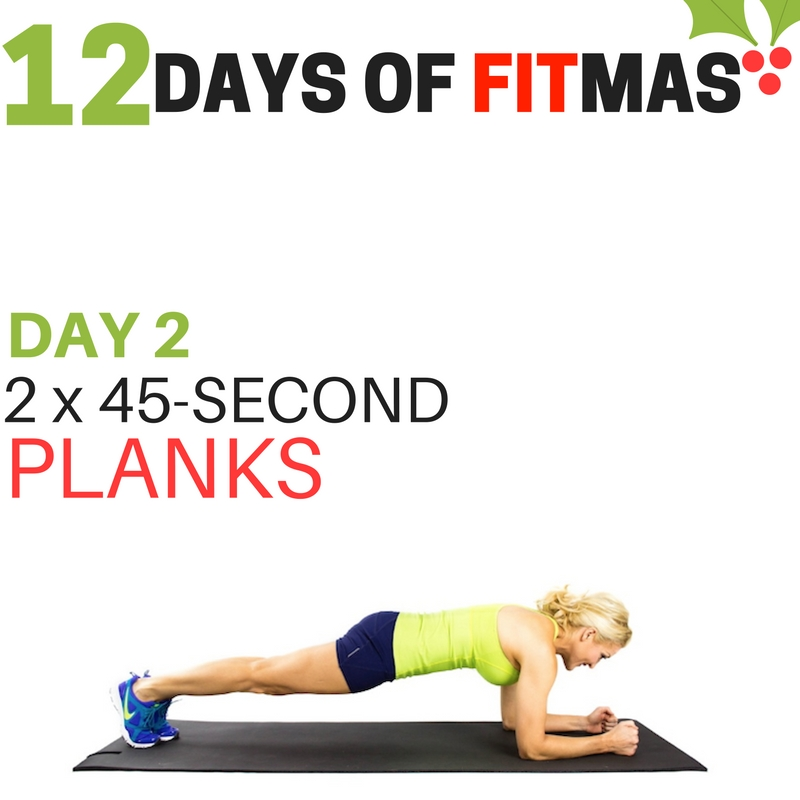 12 DAYS OF FITMAS
DAY 2
2 x 45-SECOND
PLANKS